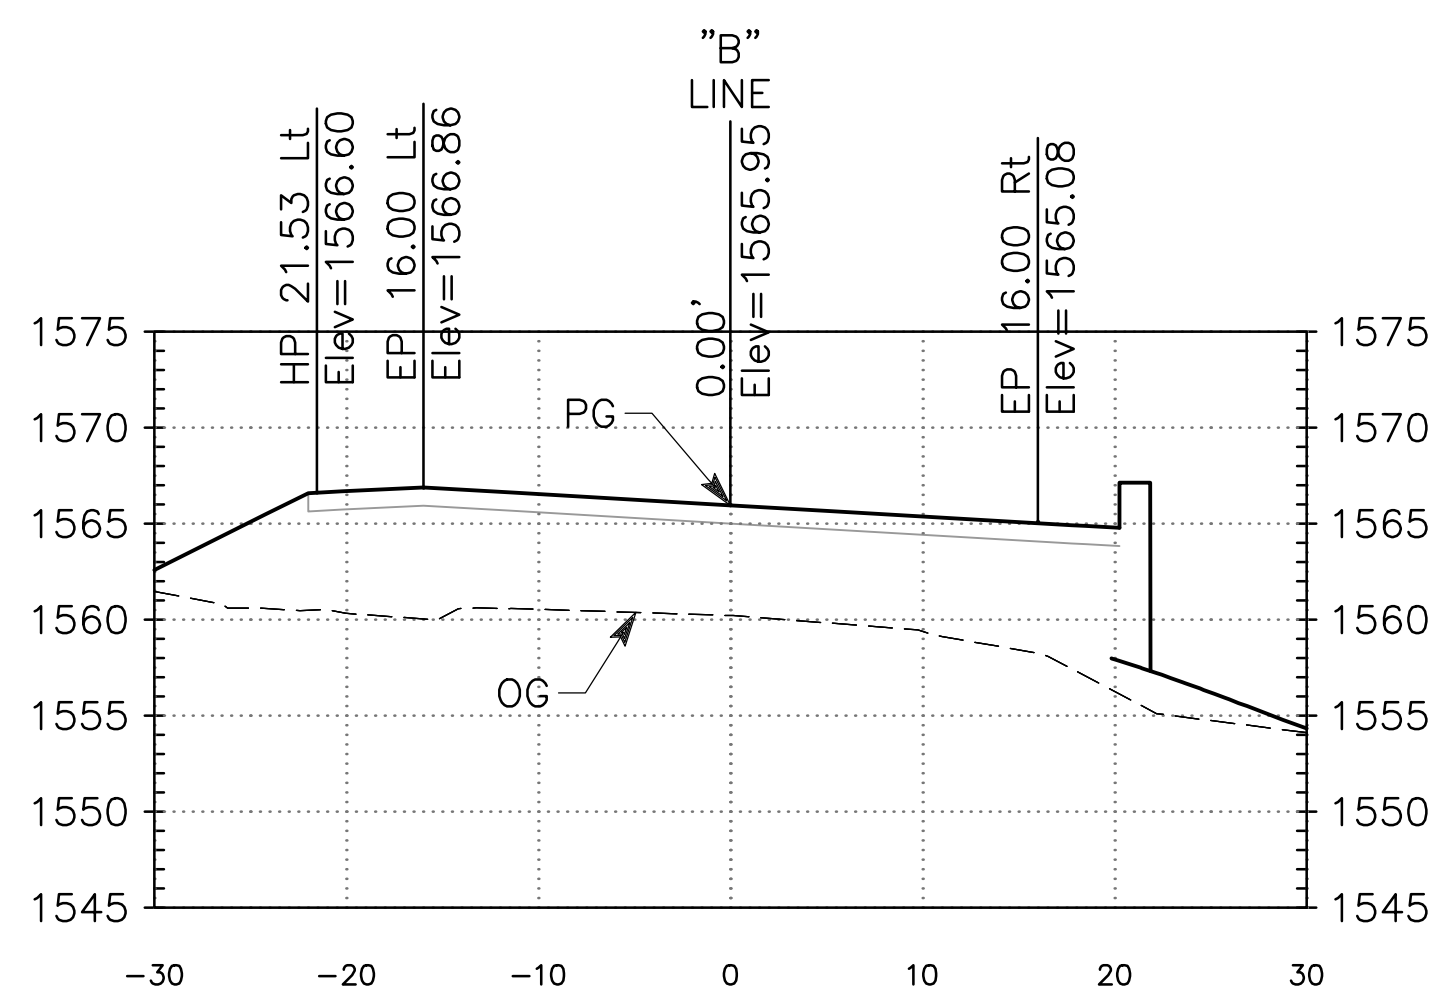 "B"
LINE
HP 21.53 Lt
Elev=1566.60
EP 16.00 Lt
Elev=1566.86
0.00'
Elev=1565.95
EP 16.00 Rt
Elev=1565.08
1575 1575
PG
1570 1570
1565 1565
1560 1560
OG
1555 1555
1550 1550
1545 1545
-30 -20 -10 0 10 20 30